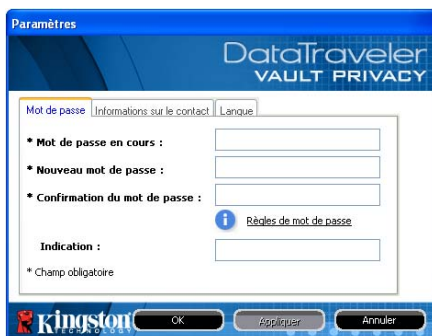 Paramètres
DataTraveler
VAULT PRIVACY
Mot de passe Informations sur le contact Langue
* Mot de passe en cours :
* Nouveau mot de passe :
* Confirmation du mot de passe :
i Règles de mot de passe
Indication :
* Champ obligatoire
Kingston OK Appliquer Annuler
TECHNOLOGY